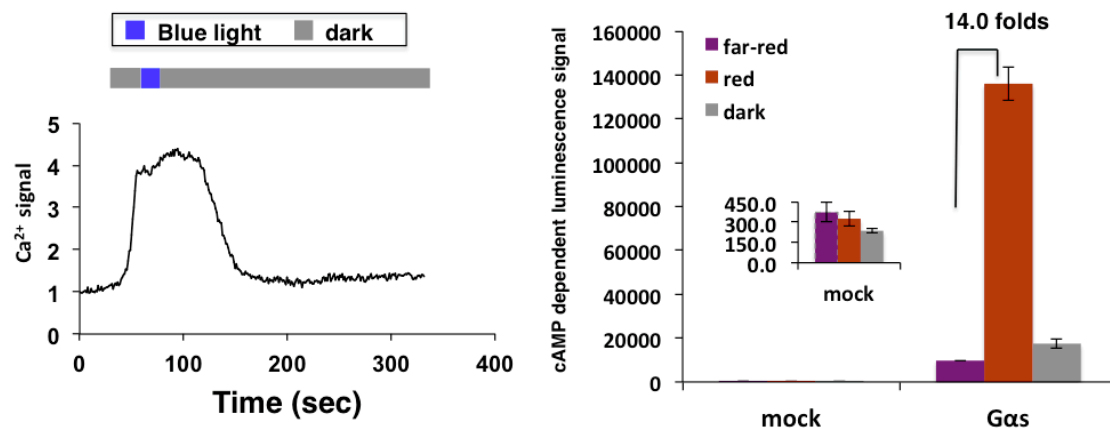 Blue light dark
5
4
3
2
1
0
Ca²⁺ signal
0 100 200 300 400
Time (sec)
14.0 folds
far-red
red
dark
160000
140000
120000
100000
80000
60000
40000
20000
0
cAMP dependent luminescence signal
450.0
300.0
150.0
0.0
mock
mock Gαs